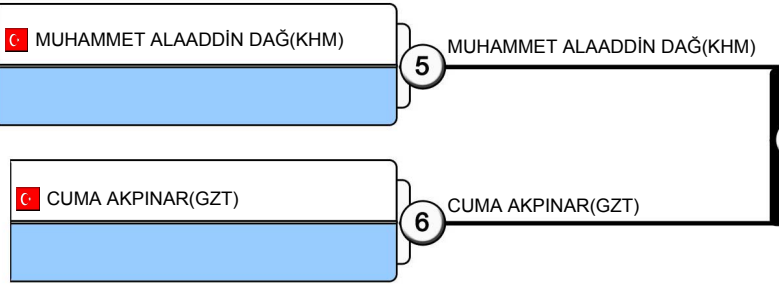 MUHAMMET ALAADDİN DAĞ(KHM)
5
MUHAMMET ALAADDİN DAĞ(KHM)
CUMA AKPINAR(GZT)
6
CUMA AKPINAR(GZT)